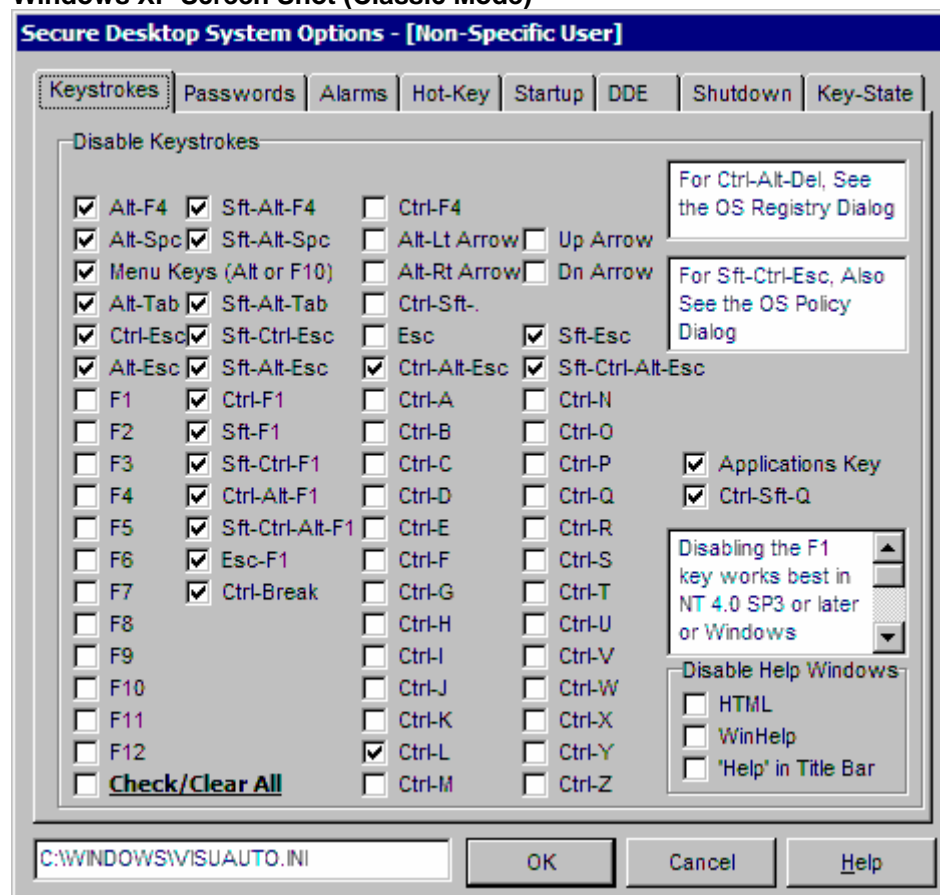 Windows XP Screen Shot (Classic Mode)
Secure Desktop System Options - [Non-Specific User]
Keystrokes Passwords Alarms Hot-Key Startup DDE Shutdown Key-State
Disable Keystrokes
For Ctrl-Alt-Del, See
the OS Registry Dialog
Alt-F4 Sft-Alt-F4 Ctrl-F4
Alt-Spc Sft-Alt-Spc Alt-Lt Arrow Up Arrow
Menu Keys (Alt or F10) Alt-Rt Arrow Dn Arrow
For Sft-Ctrl-Esc, Also
See the OS Policy
Dialog
Alt-Tab Sft-Alt-Tab Ctrl-Sft-.
Ctrl-Esc Sft-Ctrl-Esc Esc Sft-Esc
Alt-Esc Sft-Alt-Esc Ctrl-Alt-Esc Sft-Ctrl-Alt-Esc
F1 Ctrl-F1 Ctrl-A Ctrl-N
F2 Sft-F1 Ctrl-B Ctrl-O
F3 Sft-Ctrl-F1 Ctrl-C Ctrl-P Applications Key
F4 Ctrl-Alt-F1 Ctrl-D Ctrl-Q Ctrl-Sft-Q
F5 Sft-Ctrl-Alt-F1 Ctrl-E Ctrl-R
F6 Esc-F1 Ctrl-F Ctrl-S
F7 Ctrl-Break Ctrl-G Ctrl-T
F8 Ctrl-H Ctrl-U
Disabling the F1
key works best in
NT 4.0 SP3 or later
or Windows
F9 Ctrl-I Ctrl-V
F10 Ctrl-J Ctrl-W
F11 Ctrl-K Ctrl-X
F12 Ctrl-L Ctrl-Y
Check/Clear All Ctrl-M Ctrl-Z
Disable Help Windows
HTML
WinHelp
'Help' in Title Bar
C:\WINDOWS\VISUAUTO.INI OK Cancel Help